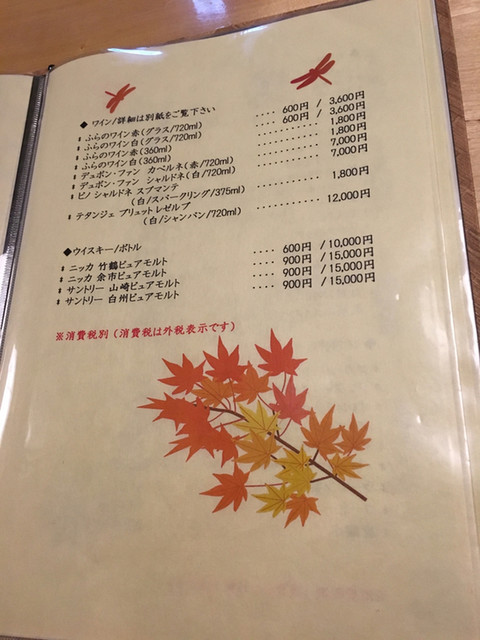 ◆ ワイン/詳細は別紙をご覧下さい
ふらのワイン赤(グラス/720ml) ‥‥ 600円 / 3,600円
ふらのワイン白(グラス/720ml) ‥‥ 600円 / 3,600円
ふらのワイン赤(360ml) ‥‥‥‥‥ 1,800円
ふらのワイン白(360ml) ‥‥‥‥‥ 1,800円
デュボン・ファン カベルネ(赤/720ml) ‥‥‥‥‥ 7,000円
デュボン・ファン シャルドネ(白/720ml) ‥‥‥‥‥ 7,000円
ピノ シャルドネ スプマンテ
(白/スパークリング/375ml) ‥‥‥‥‥ 1,800円
テタンジェ ブリュット レゼルブ
(白/シャンパン/720ml) ‥‥‥‥‥ 12,000円
◆ウイスキー/ボトル
ニッカ 竹鶴ピュアモルト ‥‥ 600円 /10,000円
ニッカ 余市ピュアモルト ‥‥ 900円 /15,000円
サントリー 山崎ピュアモルト ‥‥ 900円 /15,000円
サントリー 白州ピュアモルト ‥‥ 900円 /15,000円
※消費税別(消費税は外税表示です)